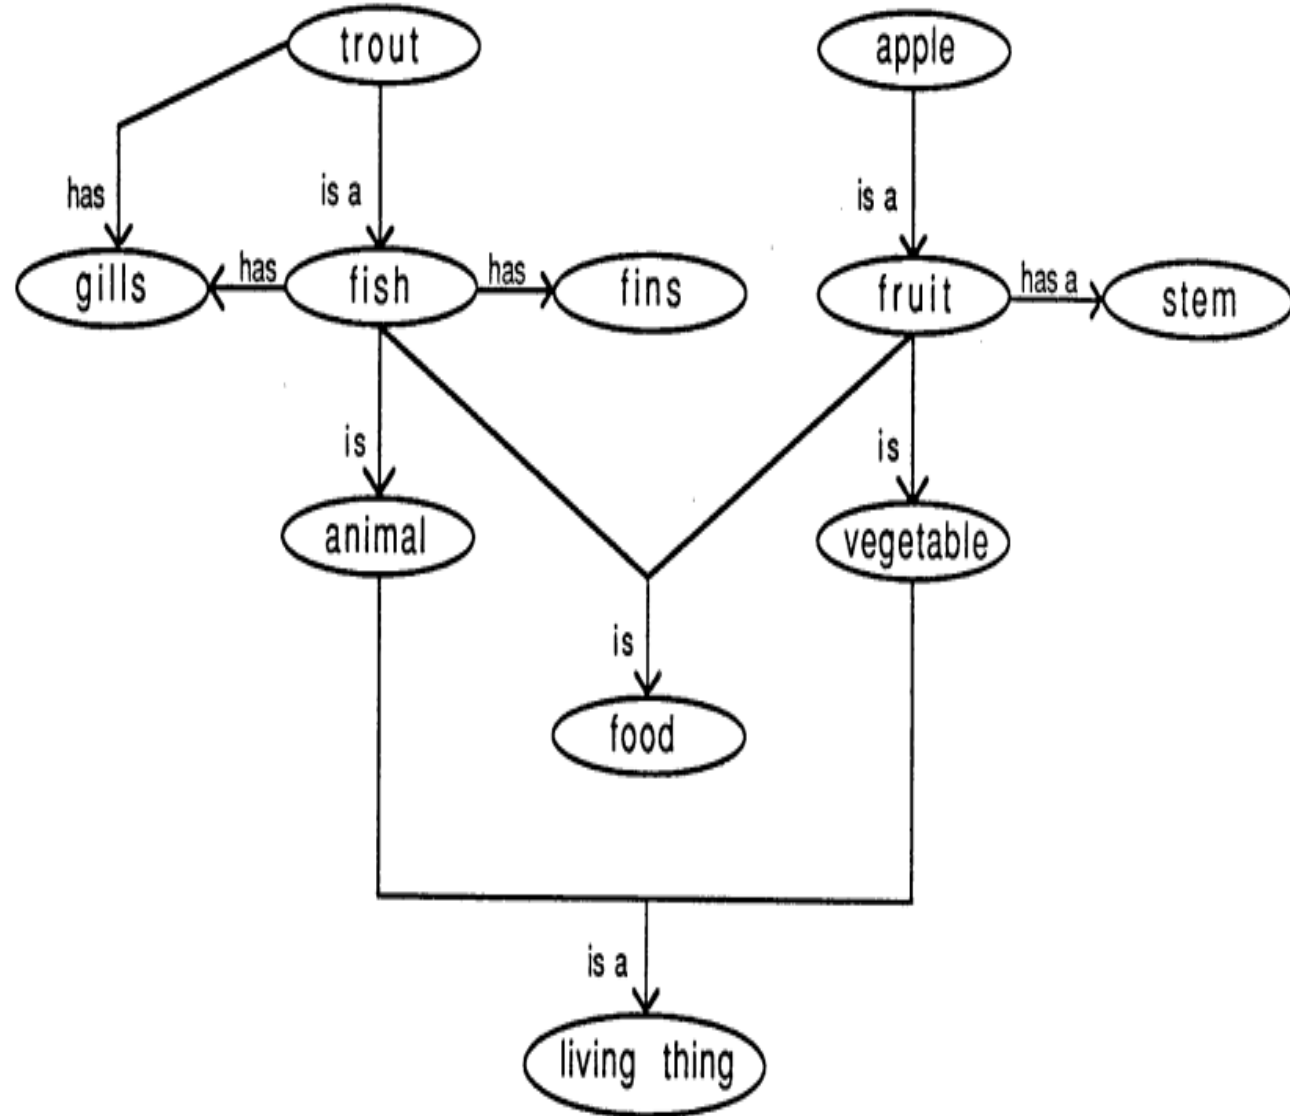 trout
apple
has
is a
is a
gills
has
fish
has
fins
fruit
has a
stem
is
is
animal
vegetable
is
food
is a
living thing